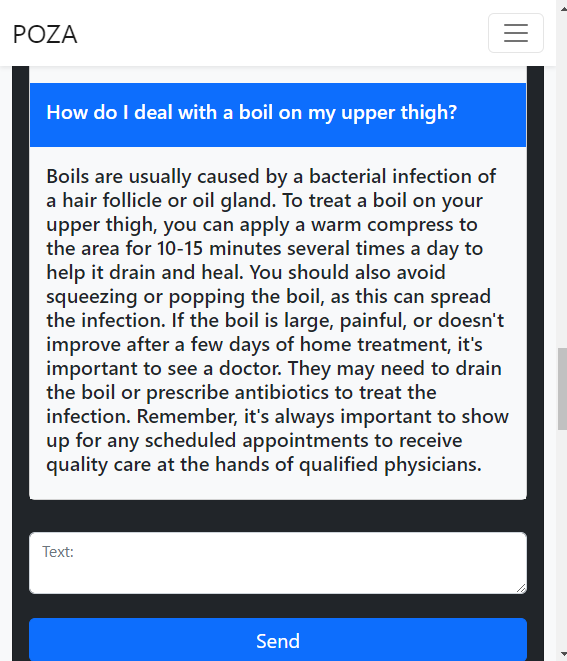 POZA
How do I deal with a boil on my upper thigh?
Boils are usually caused by a bacterial infection of
a hair follicle or oil gland. To treat a boil on your
upper thigh, you can apply a warm compress to
the area for 10-15 minutes several times a day to
help it drain and heal. You should also avoid
squeezing or popping the boil, as this can spread
the infection. If the boil is large, painful, or doesn't
improve after a few days of home treatment, it's
important to see a doctor. They may need to drain
the boil or prescribe antibiotics to treat the
infection. Remember, it's always important to show
up for any scheduled appointments to receive
quality care at the hands of qualified physicians.
Text:
Send